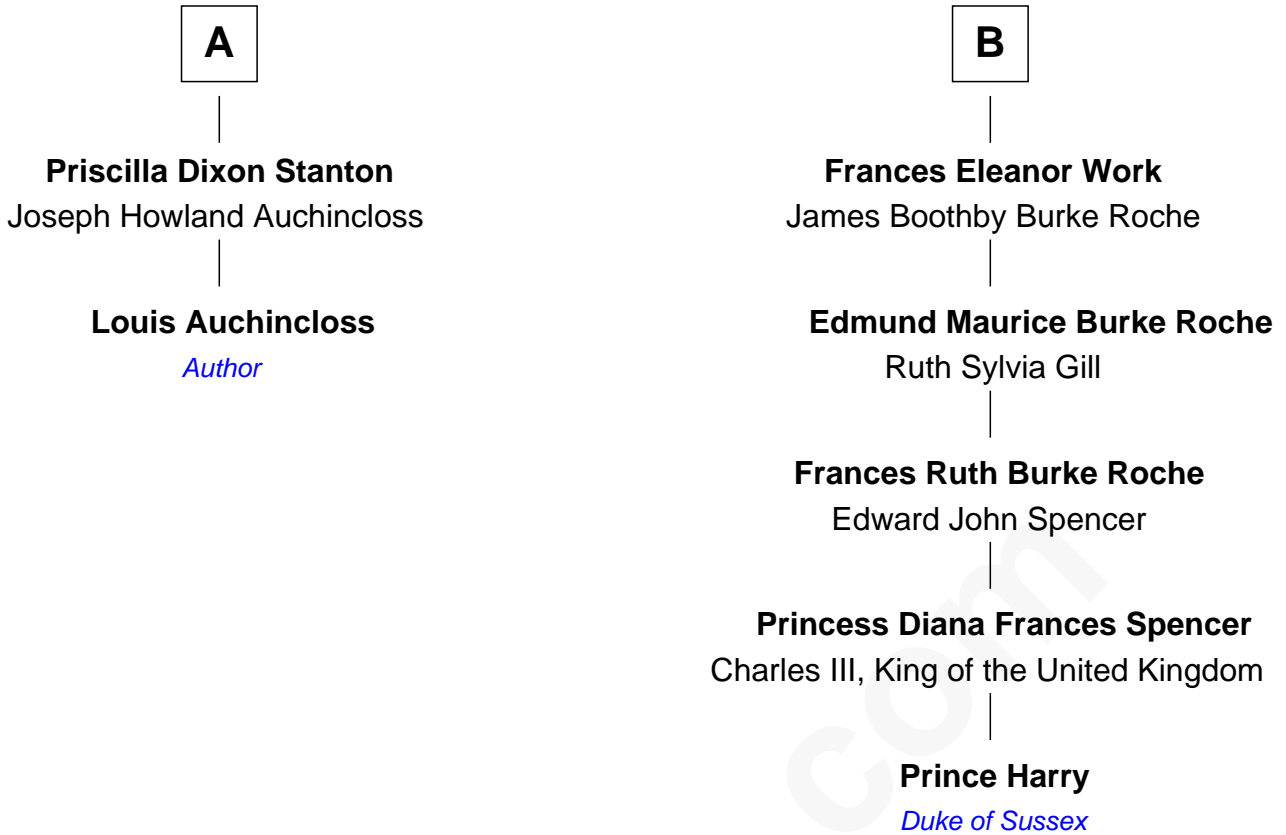 A
Priscilla Dixon Stanton
Joseph Howland Auchincloss
Louis Auchincloss
Author
B
Frances Eleanor Work
James Boothby Burke Roche
Edmund Maurice Burke Roche
Ruth Sylvia Gill
Frances Ruth Burke Roche
Edward John Spencer
Princess Diana Frances Spencer
Charles III, King of the United Kingdom
Prince Harry
Duke of Sussex
com